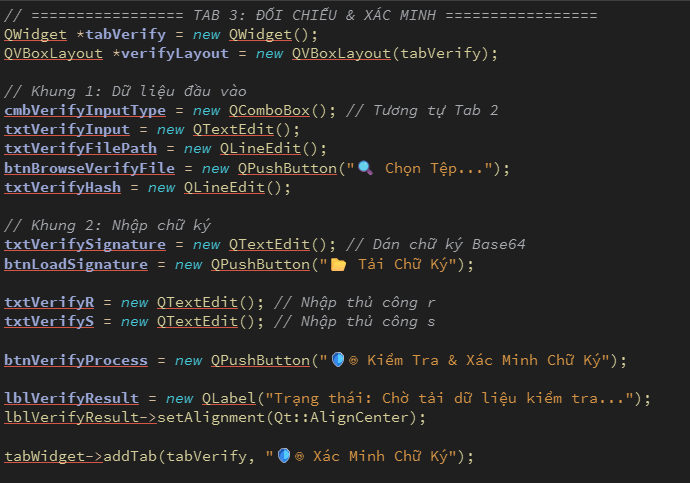 // ================= TAB 3: ĐỐI CHIẾU & XÁC MINH =================
QWidget *tabVerify = new QWidget();
QVBoxLayout *verifyLayout = new QVBoxLayout(tabVerify);
// Khung 1: Dữ liệu đầu vào
cmbVerifyInputType = new QComboBox(); // Tương tự Tab 2
txtVerifyInput = new QTextEdit();
txtVerifyFilePath = new QLineEdit();
btnBrowseVerifyFile = new QPushButton("🔍 Chọn Tệp...");
txtVerifyHash = new QLineEdit();
// Khung 2: Nhập chữ ký
txtVerifySignature = new QTextEdit(); // Dán chữ ký Base64
btnLoadSignature = new QPushButton("📂 Tải Chữ Ký");
txtVerifyR = new QTextEdit(); // Nhập thủ công r
txtVerifyS = new QTextEdit(); // Nhập thủ công s
btnVerifyProcess = new QPushButton("🛡 Kiểm Tra & Xác Minh Chữ Ký");
lblVerifyResult = new QLabel("Trạng thái: Chờ tải dữ liệu kiểm tra...");
lblVerifyResult->setAlignment(Qt::AlignCenter);
tabWidget->addTab(tabVerify, "🛡 Xác Minh Chữ Ký");